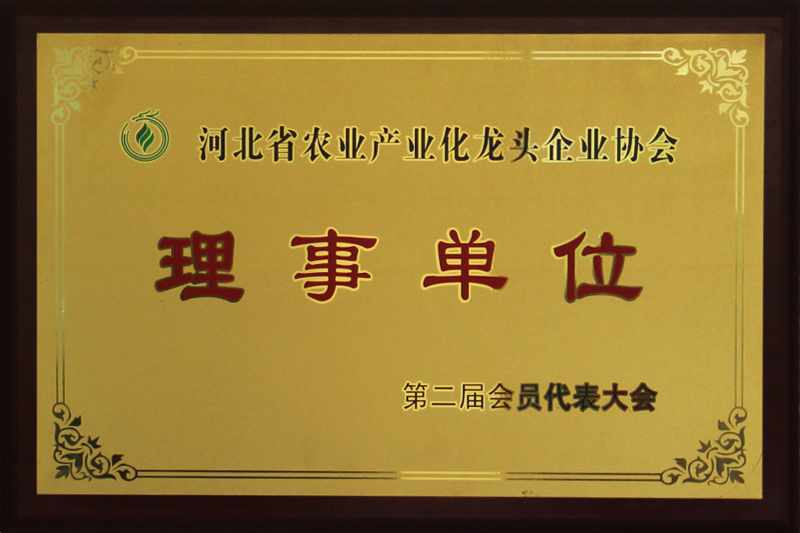 河北省农业产业化龙头企业协会
理事单位
第二届会员代表大会